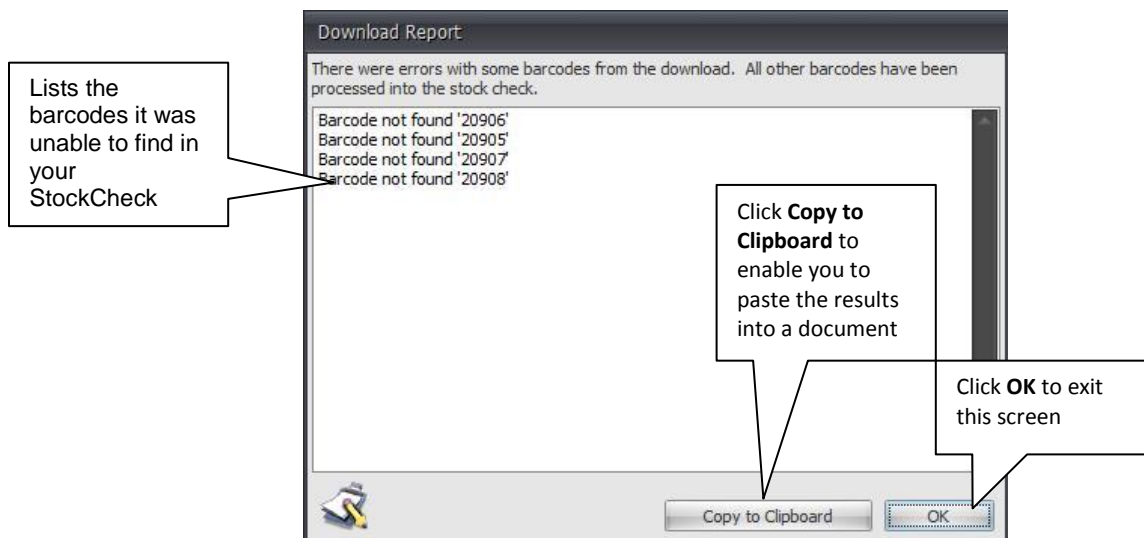 Download Report
There were errors with some barcodes from the download.  All other barcodes have been
processed into the stock check.
Lists the
barcodes it was
unable to find in
your
StockCheck
Barcode not found '20906'
Barcode not found '20905'
Barcode not found '20907'
Barcode not found '20908'
Click Copy to
Clipboard to
enable you to
paste the results
into a document
Click OK to exit
this screen
Copy to Clipboard
OK